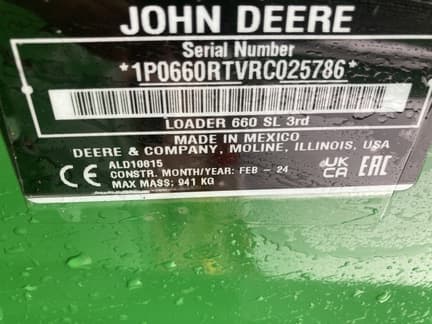 JOHN DEERE
Serial Number
*1P0660RTVRC025786*
LOADER 660 SL 3rd
MADE IN MEXICO
DEERE & COMPANY, MOLINE, ILLINOIS, USA
ALD10815
CE CONSTR. MONTH/YEAR: FEB - 24
MAX MASS: 941 KG
UK
CA
EAC